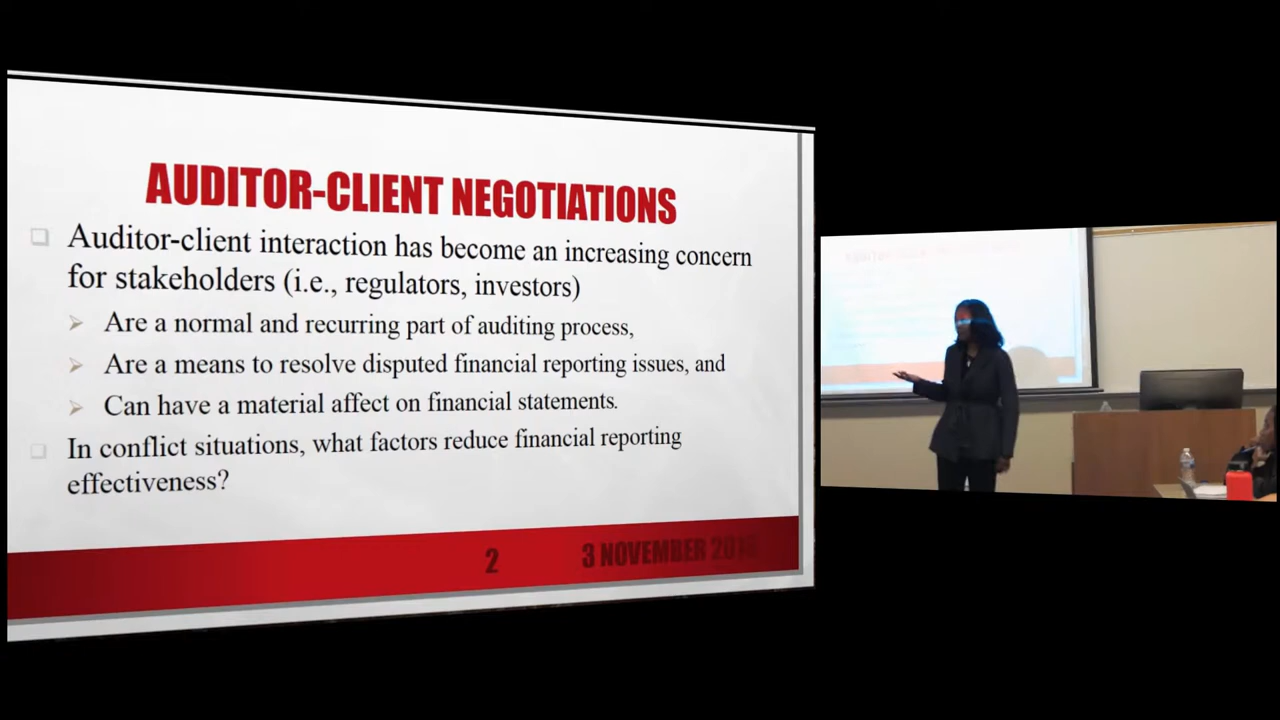 AUDITOR-CLIENT NEGOTIATIONS
Auditor-client interaction has become an increasing concern
for stakeholders (i.e., regulators, investors)
Are a normal and recurring part of auditing process,
Are a means to resolve disputed financial reporting issues, and
Can have a material affect on financial statements.
In conflict situations, what factors reduce financial reporting
effectiveness?
2
3 NOVEMBER